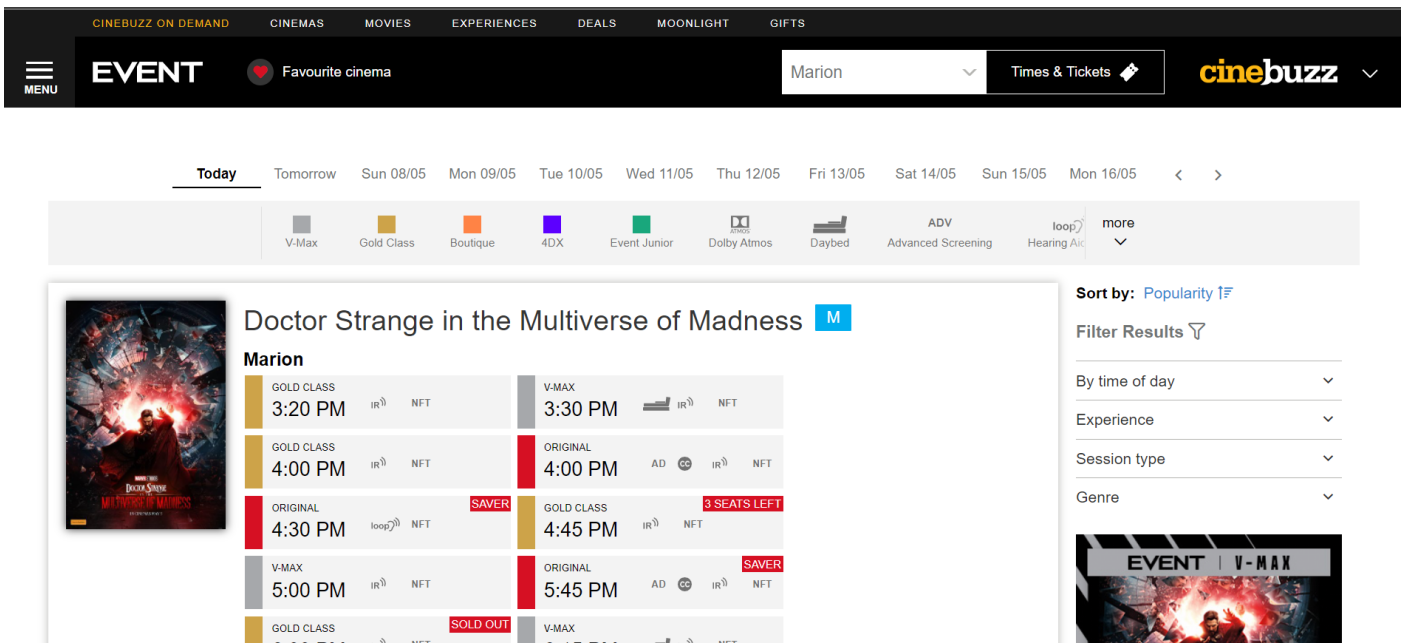 CINEBUZZ ON DEMAND CINEMAS MOVIES EXPERIENCES DEALS MOONLIGHT GIFTS
MENU
EVENT Favourite cinema Marion Times & Tickets cinebuzz
Today Tomorrow Sun 08/05 Mon 09/05 Tue 10/05 Wed 11/05 Thu 12/05 Fri 13/05 Sat 14/05 Sun 15/05 Mon 16/05
V-Max Gold Class Boutique 4DX Event Junior ATMOS Dolby Atmos Daybed ADV Advanced Screening loop Hearing Aid more
Doctor Strange in the Multiverse of Madness M
Marion
GOLD CLASS
3:20 PM IR NFT
V-MAX
3:30 PM IR NFT
GOLD CLASS
4:00 PM IR NFT
ORIGINAL
4:00 PM AD CC IR NFT
ORIGINAL SAVER
4:30 PM loop NFT
GOLD CLASS 3 SEATS LEFT
4:45 PM IR NFT
V-MAX
5:00 PM IR NFT
ORIGINAL SAVER
5:45 PM AD CC IR NFT
GOLD CLASS SOLD OUT
V-MAX
DOCTOR STRANGE
MULTIVERSE OF MADNESS
Sort by: Popularity
Filter Results
By time of day
Experience
Session type
Genre
EVENT | V-MAX